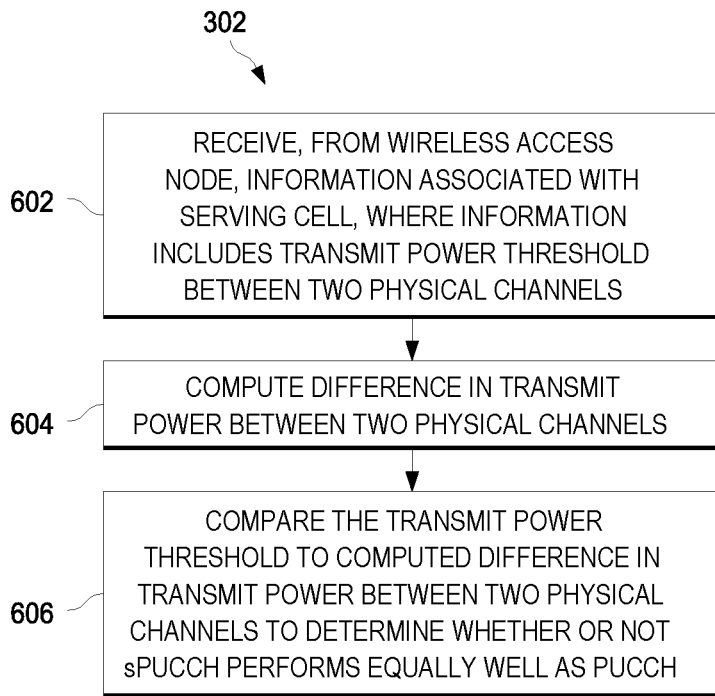 302
RECEIVE, FROM WIRELESS ACCESS
NODE, INFORMATION ASSOCIATED WITH
SERVING CELL, WHERE INFORMATION
INCLUDES TRANSMIT POWER THRESHOLD
BETWEEN TWO PHYSICAL CHANNELS
602
COMPUTE DIFFERENCE IN TRANSMIT
POWER BETWEEN TWO PHYSICAL CHANNELS
604
COMPARE THE TRANSMIT POWER
THRESHOLD TO COMPUTED DIFFERENCE IN
TRANSMIT POWER BETWEEN TWO PHYSICAL
CHANNELS TO DETERMINE WHETHER OR NOT
sPUCCH PERFORMS EQUALLY WELL AS PUCCH
606